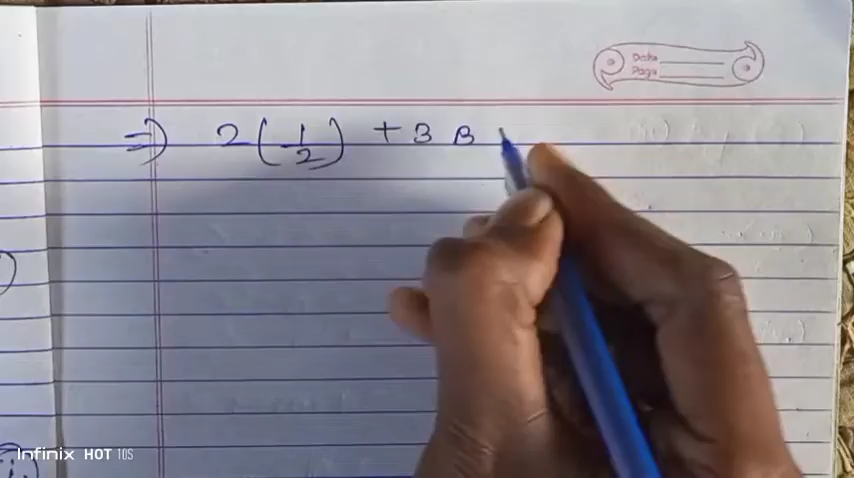 Date
Page
⇒ 2(1/2) + 3 B
Infinix HOT 10S